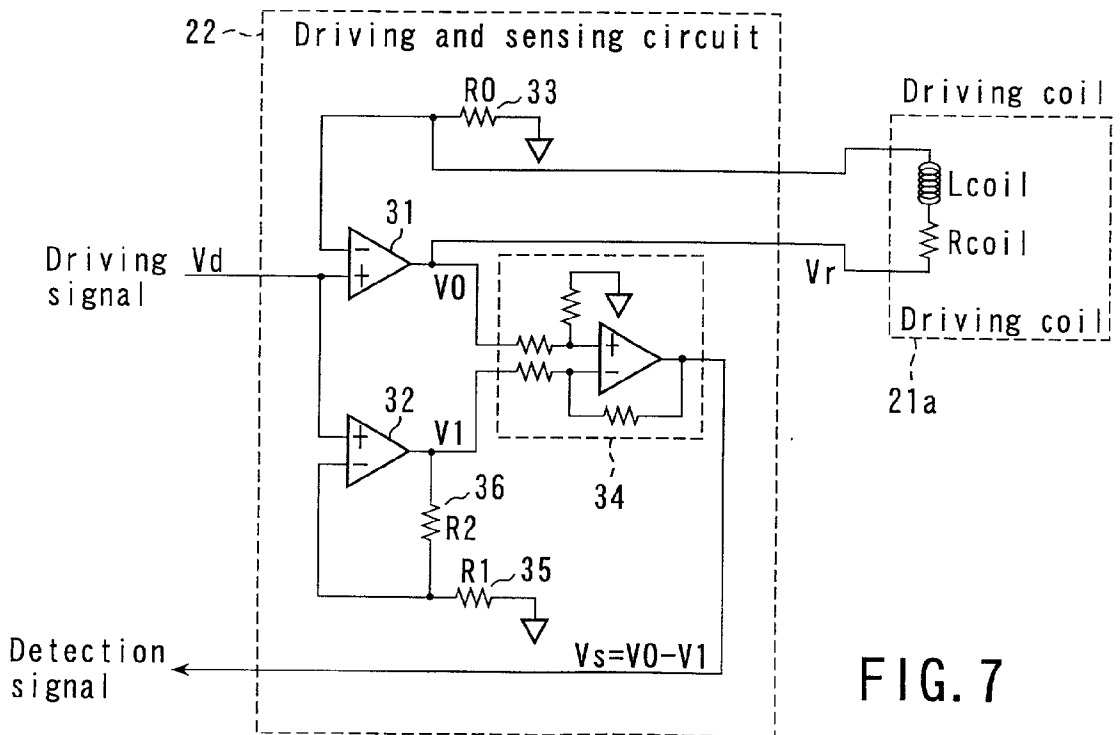 22
Driving and sensing circuit
R0
33
Driving coil
Lcoil
Rcoil
31
-
+
Driving
signal
Vd
V0
Vr
+
-
Driving coil
21a
32
+
-
V1
34
36
R2
R1
35
Detection
signal
Vs=V0-V1
FIG. 7